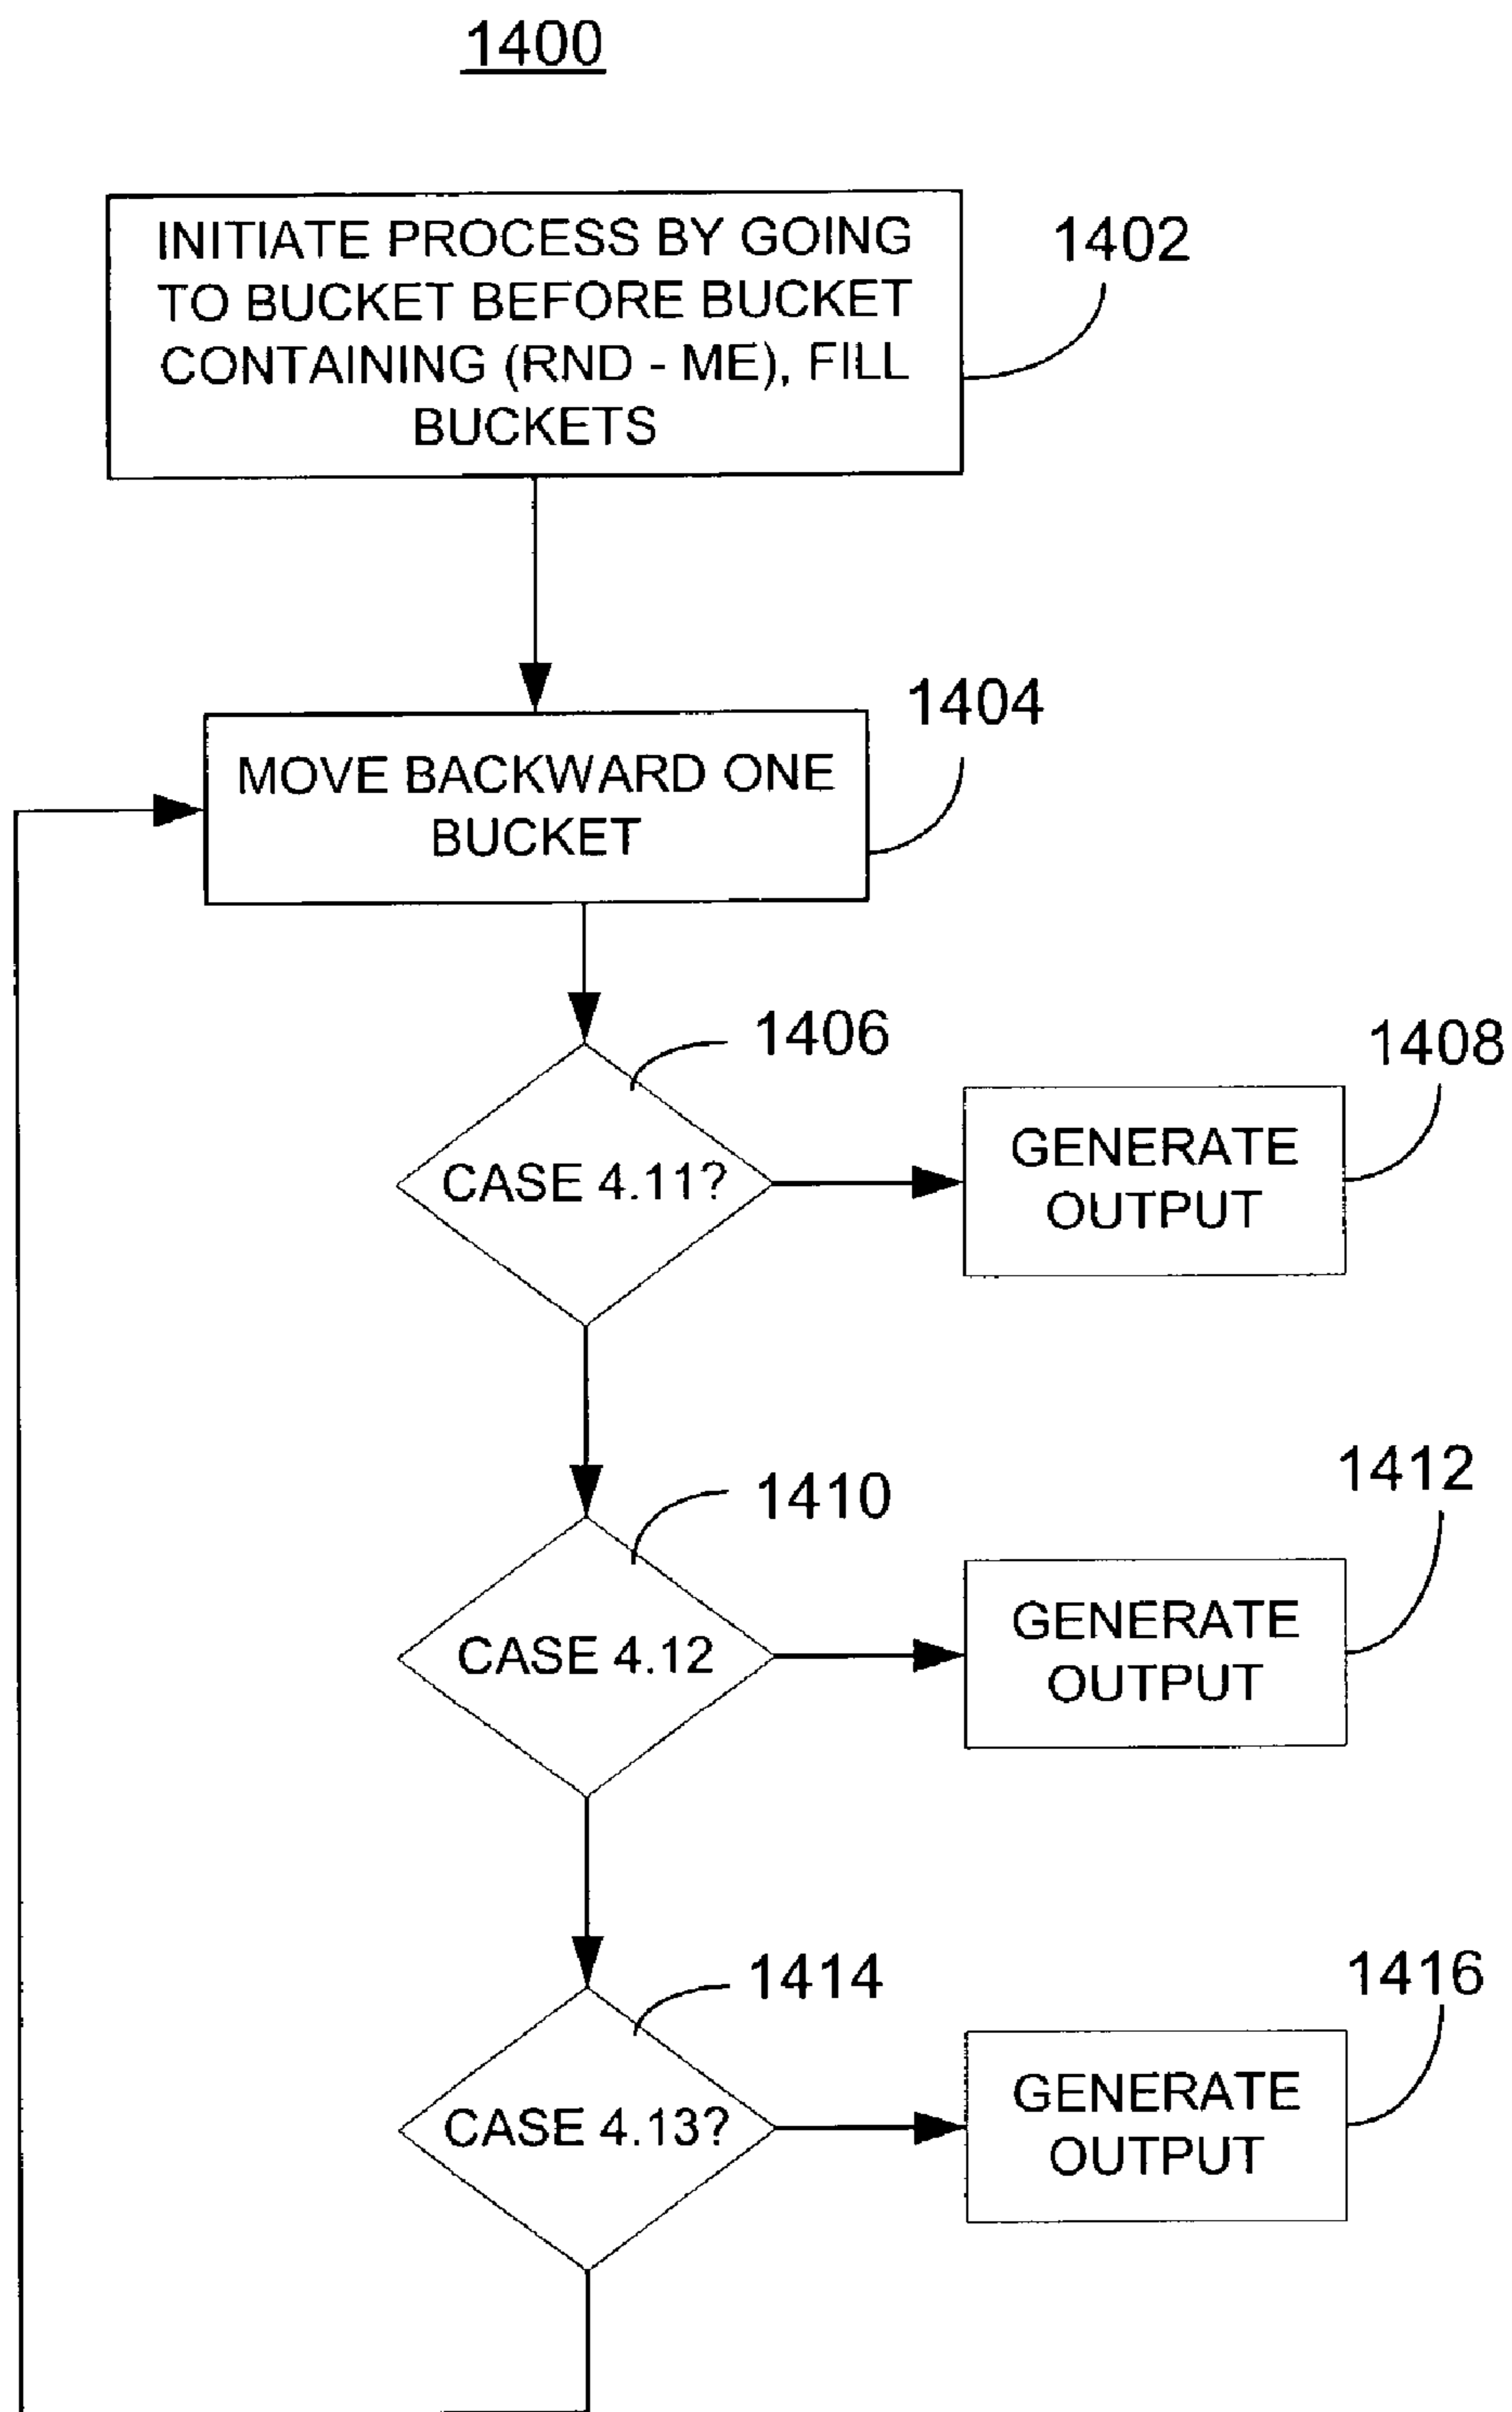 1400
INITIATE PROCESS BY GOING
TO BUCKET BEFORE BUCKET
CONTAINING (RND - ME), FILL
BUCKETS
1402
MOVE BACKWARD ONE
BUCKET
1404
CASE 4.11?
1406
GENERATE
OUTPUT
1408
CASE 4.12
1410
GENERATE
OUTPUT
1412
CASE 4.13?
1414
GENERATE
OUTPUT
1416